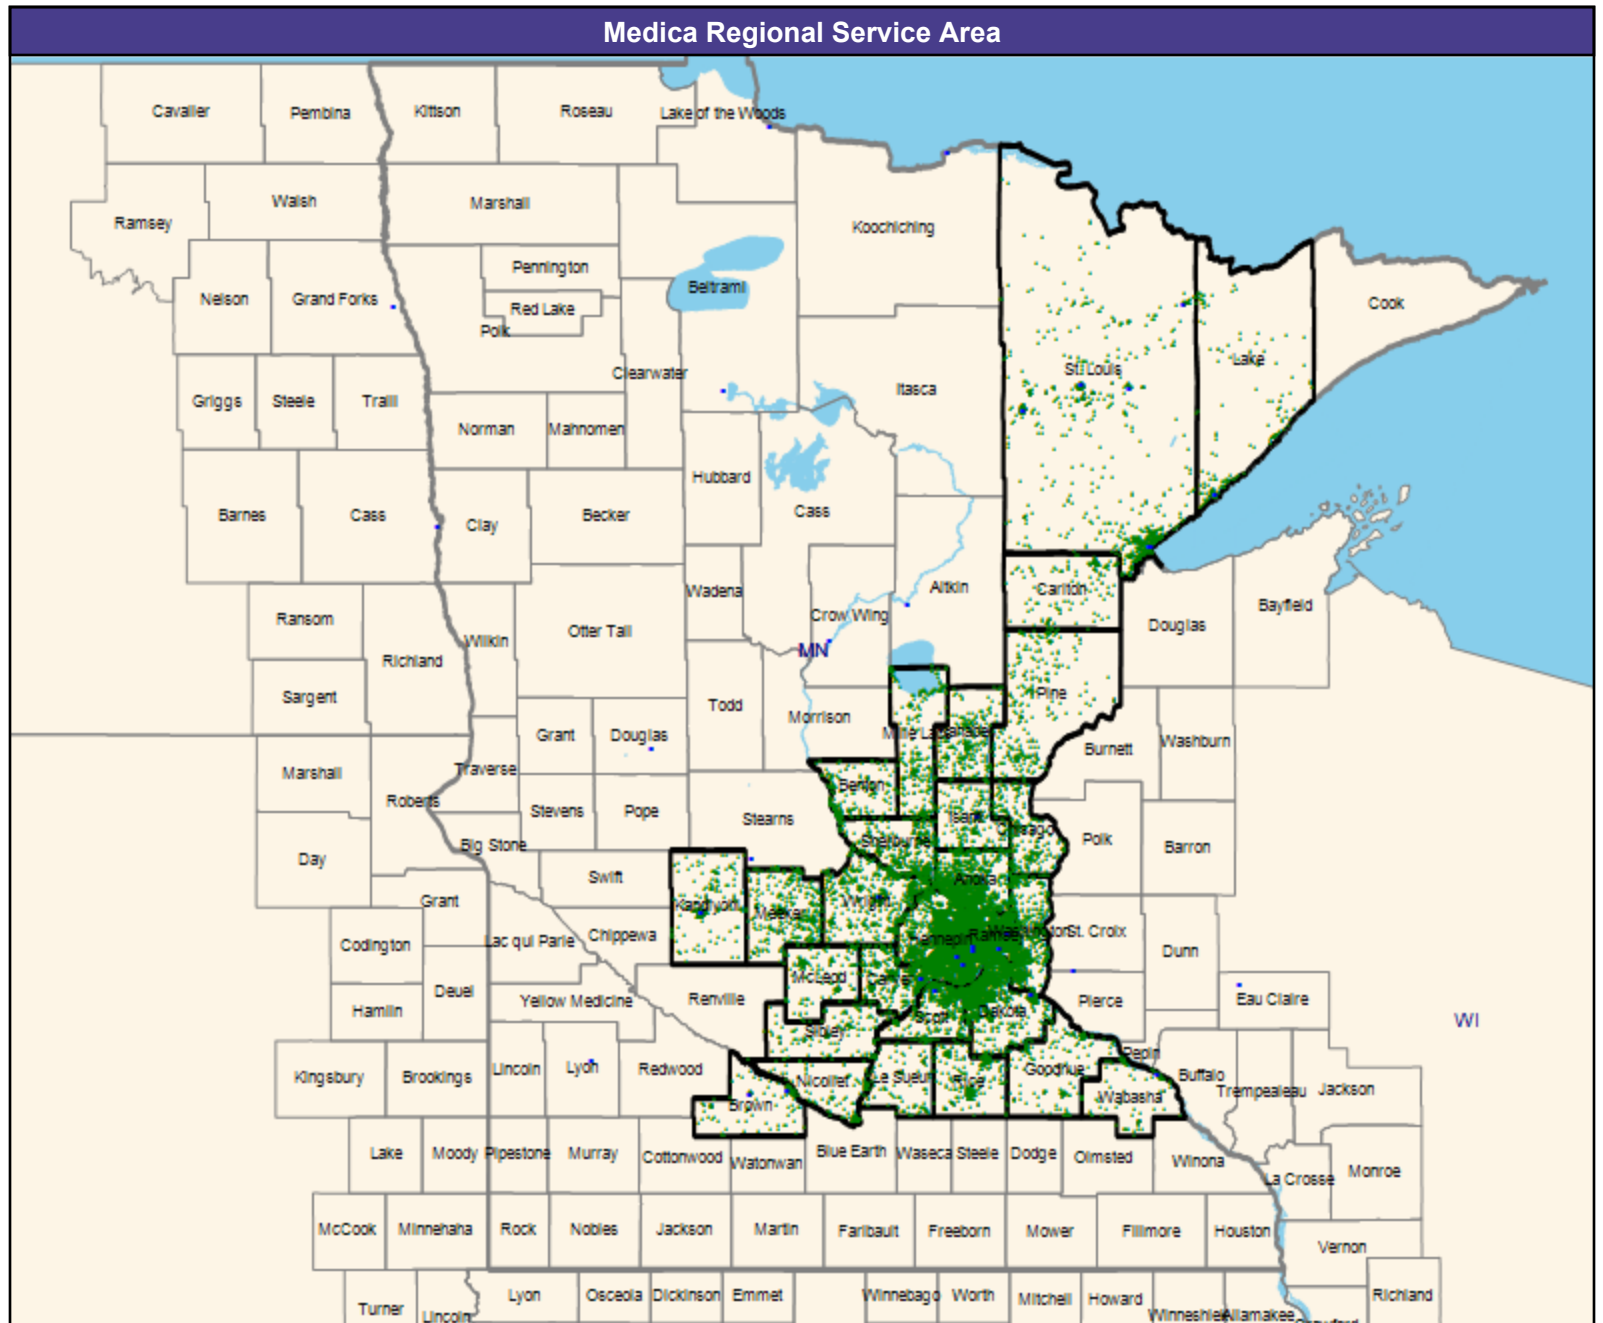 Medica Regional Service Area
Cavalier
Pembina
Kittson
Roseau
Lake of the Woods
Walsh
Marshall
Ramsey
Koochiching
Pennington
Beltrami
Nelson
Grand Forks
Red Lake
Polk
Cook
Lake
St. Louis
Clearwater
Itasca
Griggs
Steele
Traill
Norman
Mahnomen
Hubbard
Barnes
Cass
Clay
Becker
Cass
Wadena
Aitkin
Carlton
Bayfield
Ransom
Crow Wing
Otter Tail
Douglas
Wilkin
MN
Richland
Sargent
Todd
Pine
Morrison
Grant
Douglas
Mille La
Burnett
Washburn
Marshall
Traverse
Benton
Roberts
Stevens
Pope
Stearns
Isanti
Chisago
Polk
Barron
Big Stone
Sherburne
Day
Swift
Anoka
Grant
Kandiyohi
Meeker
Wright
Codington
Lac qui Parle
Chippewa
Hennepin
Ramsey
Washington
St. Croix
Dunn
McLeod
Carver
Deuel
Yellow Medicine
Renville
Pierce
Eau Claire
Hamlin
Scott
Dakota
WI
Sibley
Pepin
Kingsbury
Brookings
Lincoln
Lyon
Redwood
Nicollet
Le Sueur
Rice
Goodhue
Buffalo
Trempealeau
Jackson
Brown
Wabasha
Lake
Moody
Pipestone
Murray
Cottonwood
Watonwan
Blue Earth
Waseca
Steele
Dodge
Olmsted
Winona
La Crosse
Monroe
McCook
Minnehaha
Rock
Nobles
Jackson
Martin
Faribault
Freeborn
Mower
Fillmore
Houston
Vernon
Turner
Lincoln
Lyon
Osceola
Dickinson
Emmet
Winnebago
Worth
Mitchell
Howard
Winneshiek
Allamakee
Richland